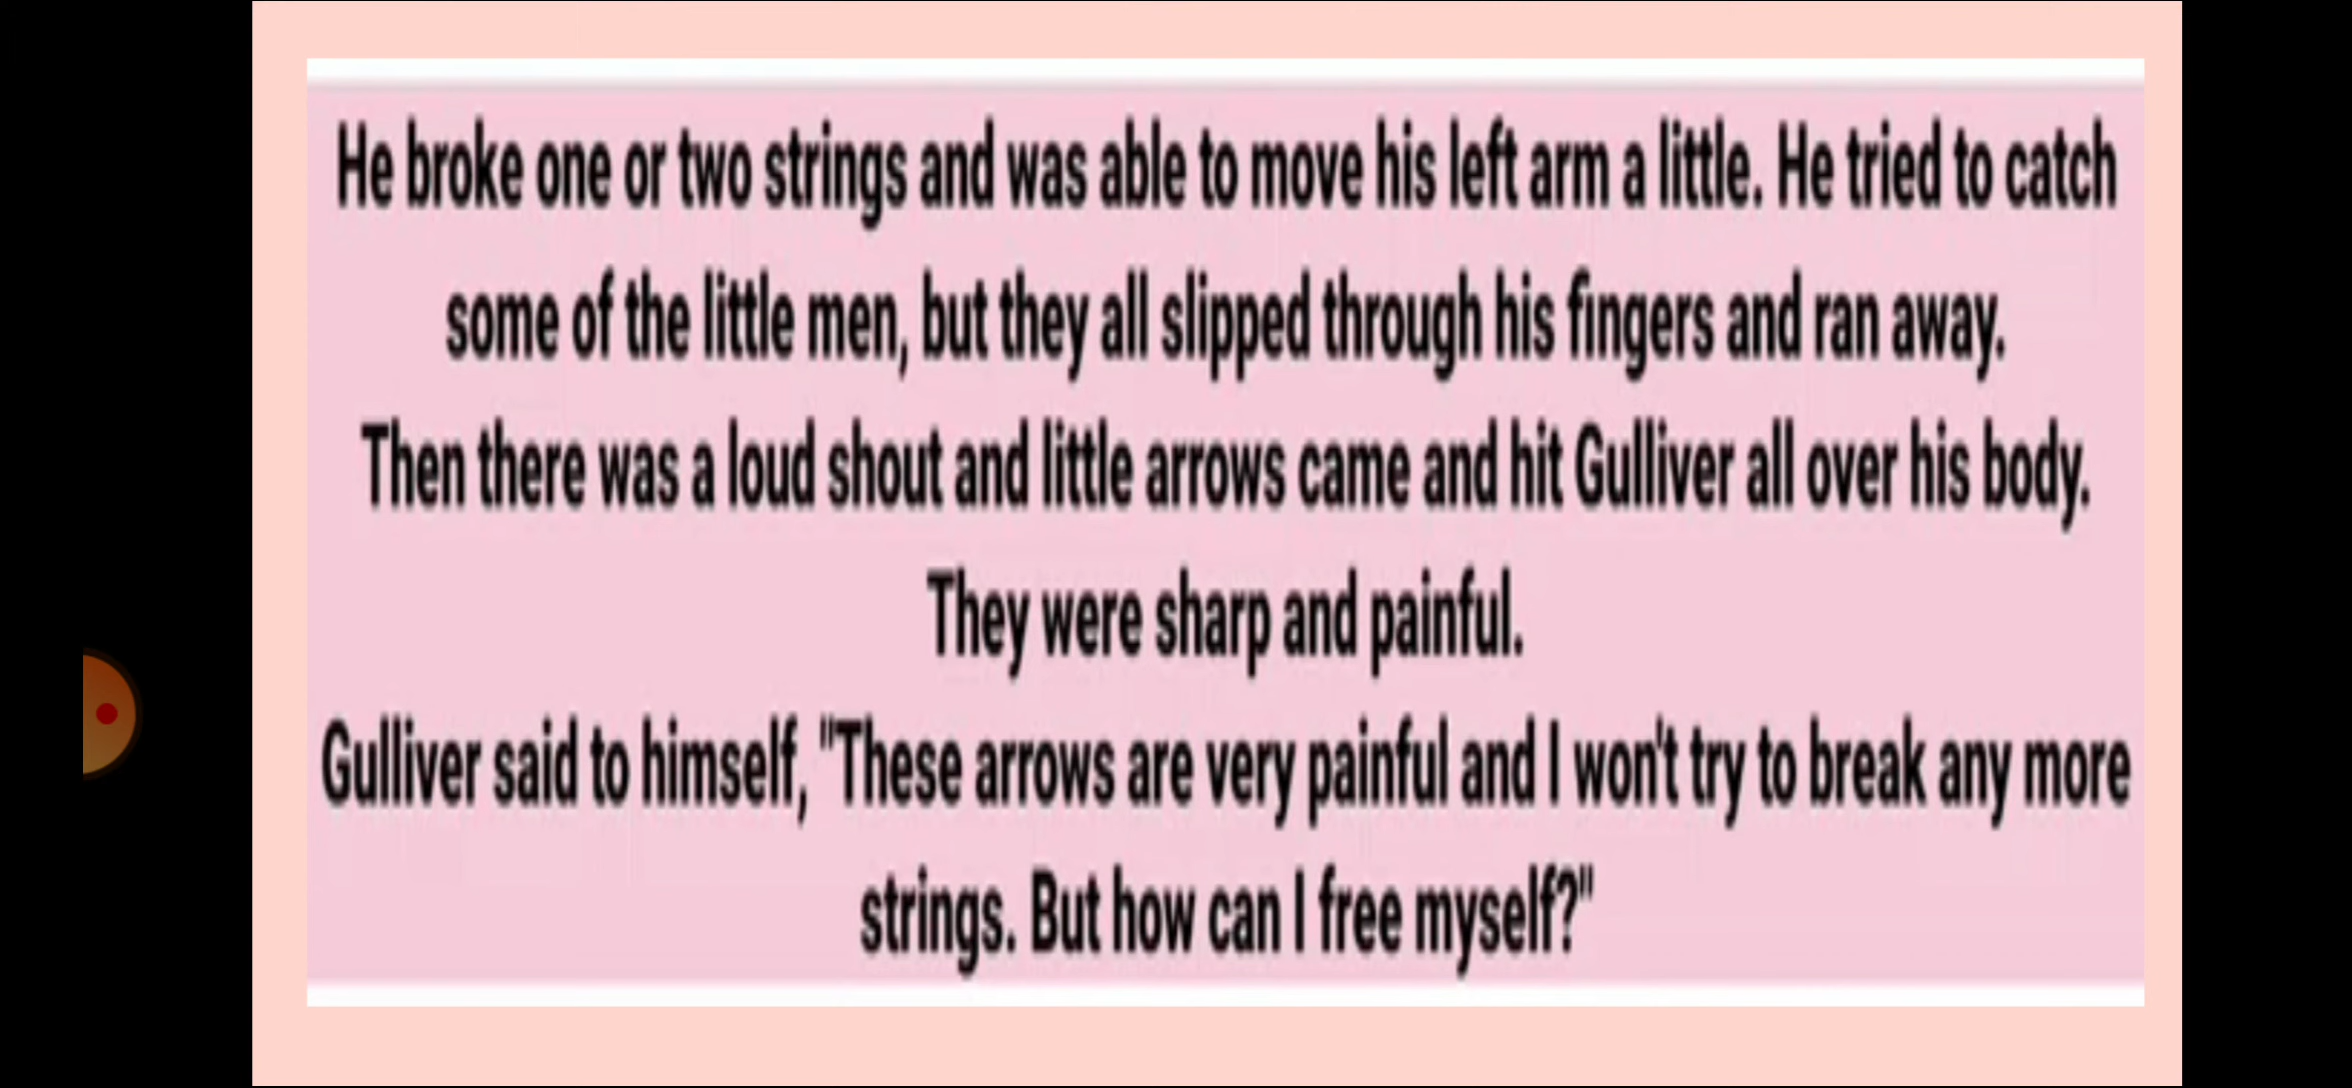 He broke one or two strings and was able to move his left arm a little. He tried to catch
some of the little men, but they all slipped through his fingers and ran away.
Then there was a loud shout and little arrows came and hit Gulliver all over his body.
They were sharp and painful.
Gulliver said to himself, "These arrows are very painful and I won't try to break any more
strings. But how can I free myself?"